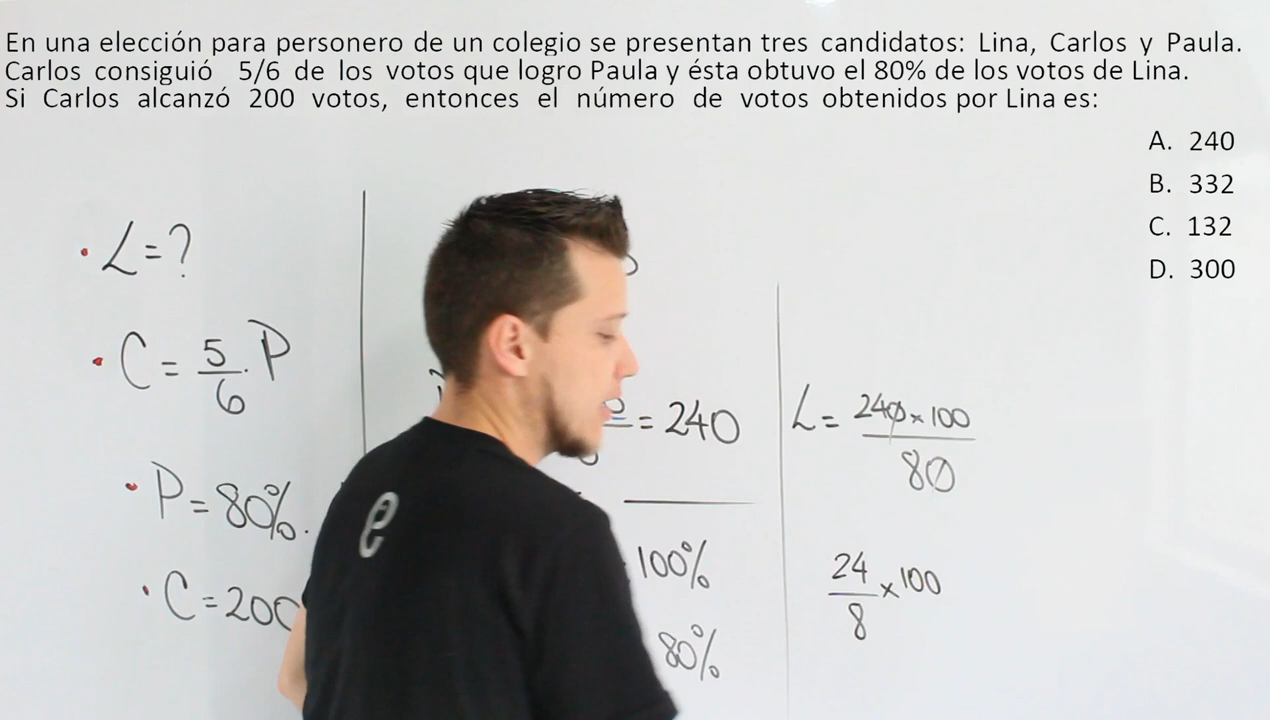 En una elección para personero de un colegio se presentan tres candidatos: Lina, Carlos y Paula.
Carlos consiguió 5/6 de los votos que logro Paula y ésta obtuvo el 80% de los votos de Lina.
Si Carlos alcanzó 200 votos, entonces el número de votos obtenidos por Lina es:
A. 240
B. 332
C. 132
D. 300
· L = ?
· C = 5/6 . P
· P = 80% .
· C = 200
= 240
100%
80%
L = 240 x 100 / 80
24/8 x 100
e